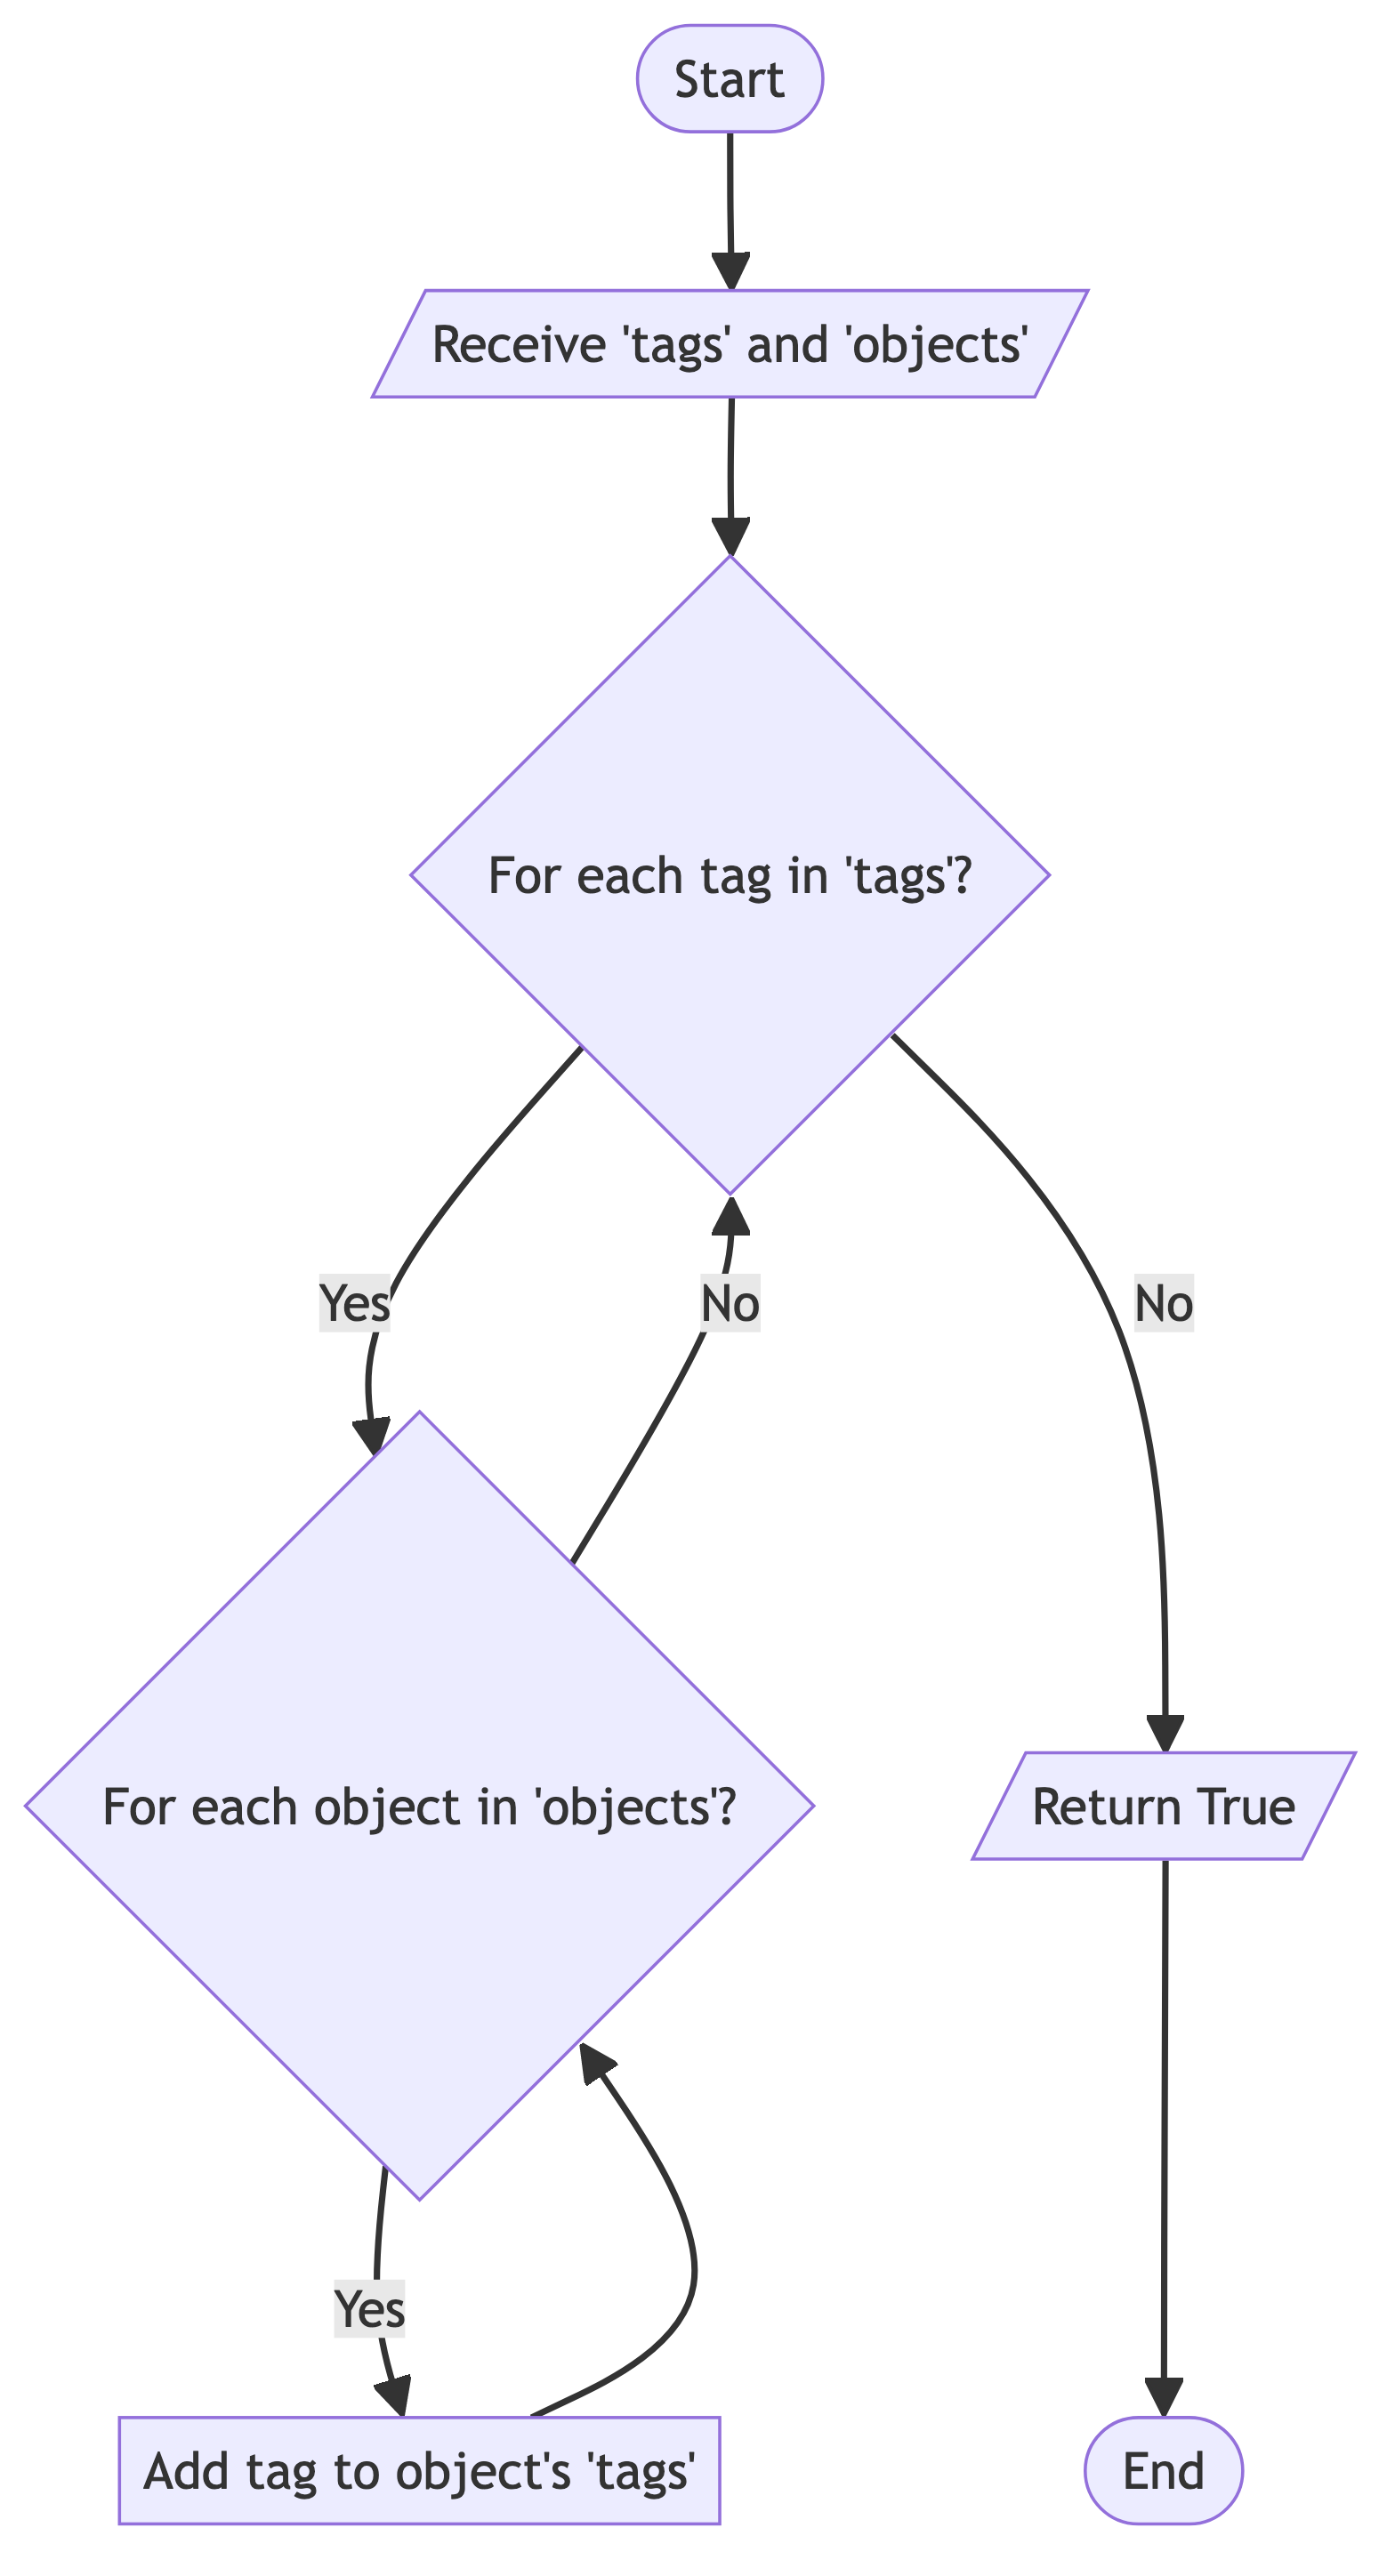 Start
Receive 'tags' and 'objects'
For each tag in 'tags'?
Yes
No
No
For each object in 'objects'?
Return True
Yes
Add tag to object's 'tags'
End